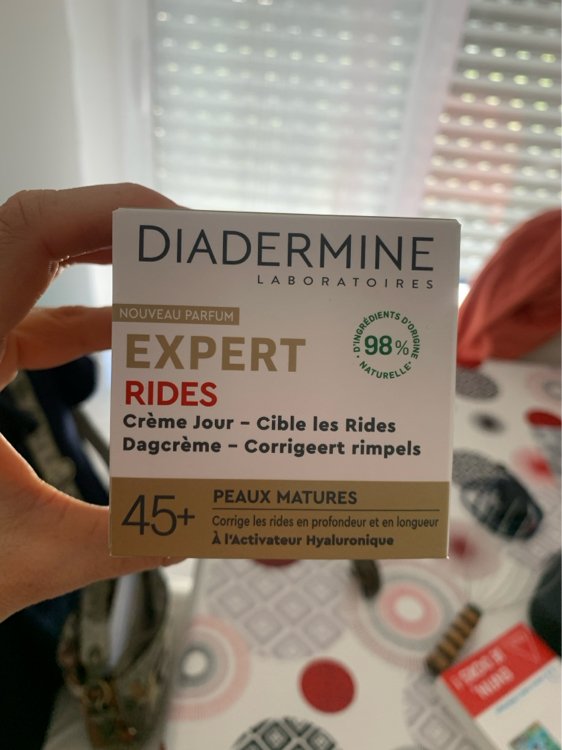 DIADERMINE
LABORATOIRES
NOUVEAU PARFUM
EXPERT
RIDES
D'INGRÉDIENTS D'ORIGINE
98%
NATURELLE*
Crème Jour – Cible les Rides
Dagcrème – Corrigeert rimpels
45+
PEAUX MATURES
Corrige les rides en profondeur et en longueur
À l'Activateur Hyaluronique